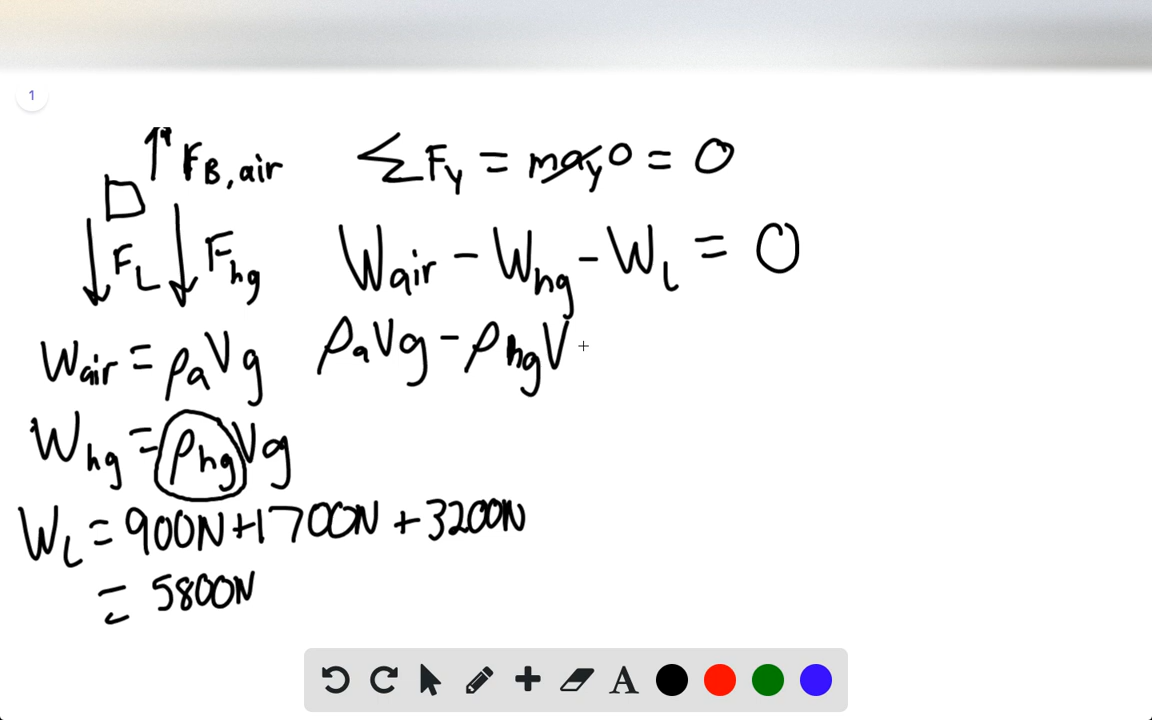 1
F_B,air
ΣF_y = ma_y 0 = 0
F_L F_hg
W_air - W_hg - W_L = 0
W_air = ρ_a V g
ρ_a V g - ρ_hg V
W_hg = ρ_hg V g
W_L = 900N + 1700N + 3200N
= 5800N
A